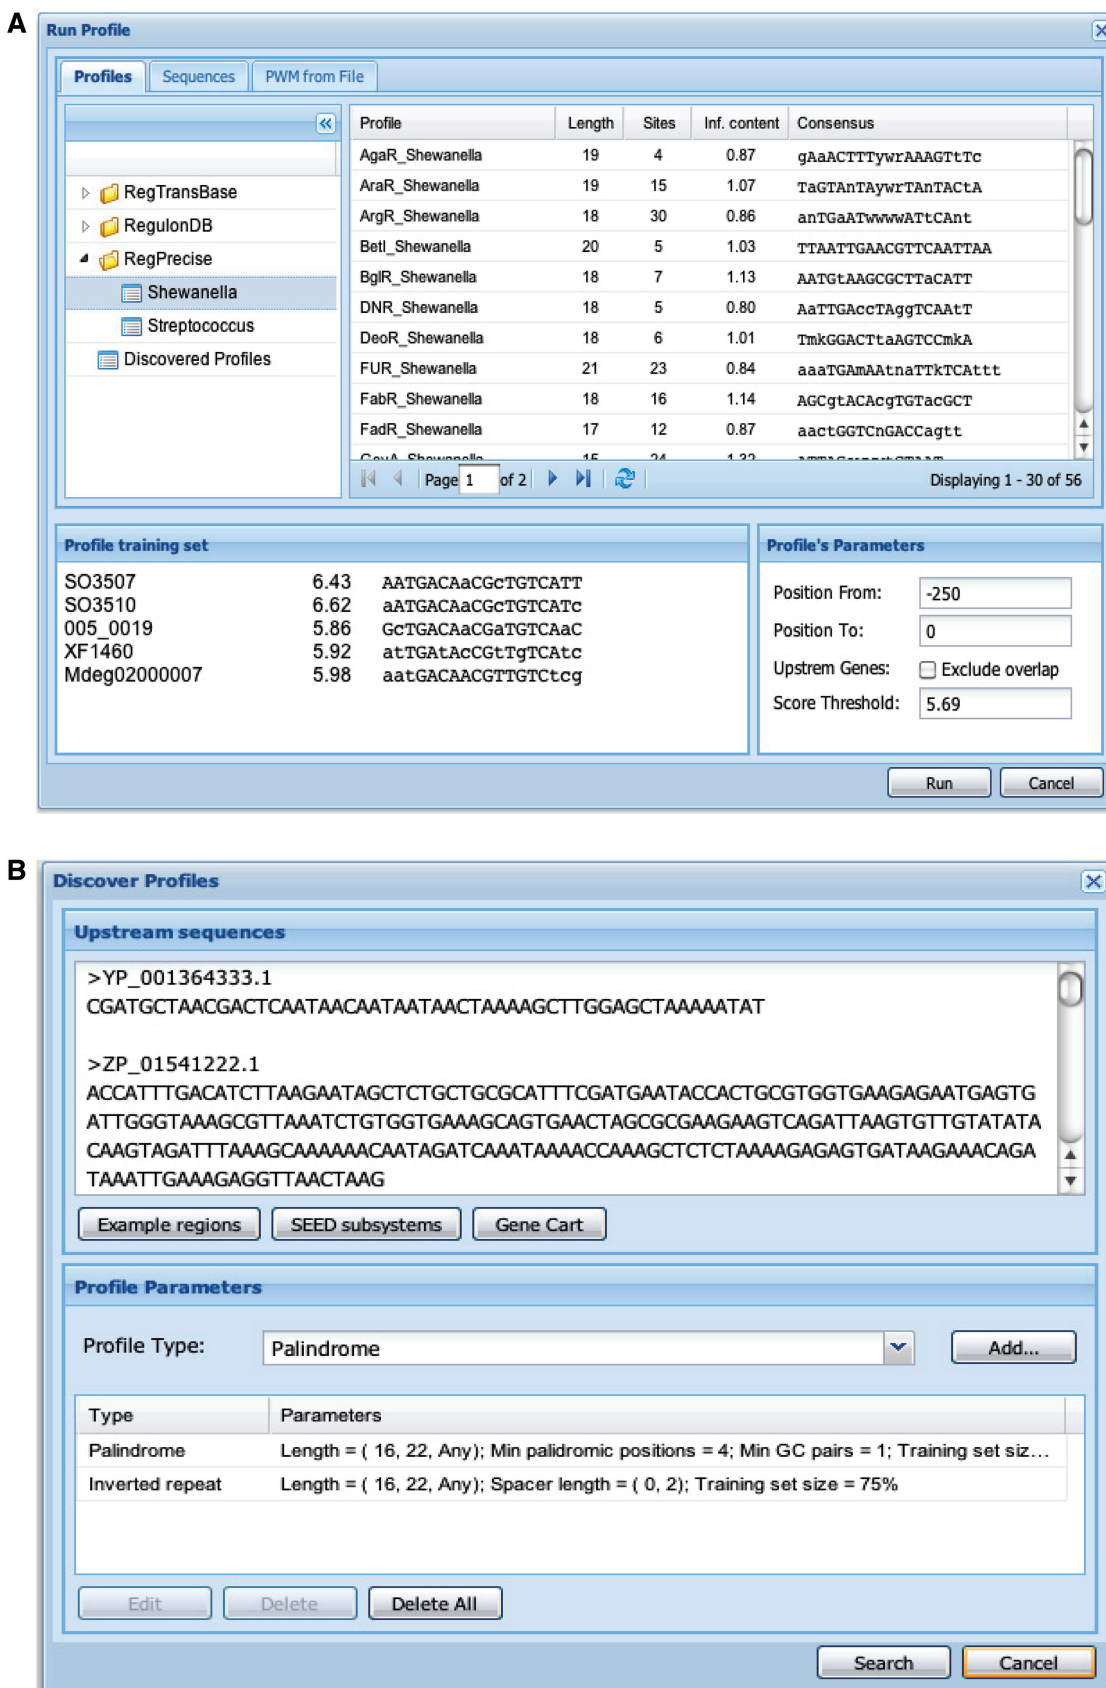 A
Run Profile
Profiles
Sequences
PWM from File
RegTransBase
RegulonDB
RegPrecise
Shewanella
Streptococcus
Discovered Profiles
Profile Length Sites Inf. content Consensus
AgaR_Shewanella 19 4 0.87 gAaACTTTywrAAAGTtTc
AraR_Shewanella 19 15 1.07 TaGTAnTAywrTAnTACtA
ArgR_Shewanella 18 30 0.86 anTGaATwwwwATtCAnt
BetI_Shewanella 20 5 1.03 TTAATTGAACGTTCAATTAA
BglR_Shewanella 18 7 1.13 AATGtAAGCGCTTaCATT
DNR_Shewanella 18 5 0.80 AaTTGAccTAggTCAAtT
DeoR_Shewanella 18 6 1.01 TmkGGACTtaAGTCCmkA
FUR_Shewanella 21 23 0.84 aaaTGAmAAtnaTTkTCAttt
FabR_Shewanella 18 16 1.14 AGCgtACAcgTGTacGCT
FadR_Shewanella 17 12 0.87 aactGGTCnGACCagtt
Page 1 of 2
Displaying 1 - 30 of 56
Profile training set
SO3507 6.43 AATGACAaCGcTGTCATT
SO3510 6.62 aATGACAaCGcTGTCATc
005_0019 5.86 GcTGACAaCGaTGTCAaC
XF1460 5.92 atTGAtAcCGtTgTCAtc
Mdeg02000007 5.98 aatGACAACGTTGTCtcg
Profile's Parameters
Position From: -250
Position To: 0
Upstrem Genes: Exclude overlap
Score Threshold: 5.69
Run
Cancel
B
Discover Profiles
Upstream sequences
>YP_001364333.1
CGATGCTAACGACTCAATAACAATAATAACTAAAAGCTTGGAGCTAAAAATAT
>ZP_01541222.1
ACCATTTGACATCTTAAGAATAGCTCTGCTGCGCATTTCGATGAATACCACTGCGTGGTGAAGAGAATGAGTG
ATTGGGTAAAGCGTTAAATCTGTGGTGAAAGCAGTGAACTAGCGCGAAGAAGTCAGATTAAGTGTTGTATATA
CAAGTAGATTTAAAGCAAAAAACAATAGATCAAATAAAACCAAAGCTCTCTAAAAGAGAGTGATAAGAAACAGA
TAAATTGAAAGAGGTTAACTAAG
Example regions
SEED subsystems
Gene Cart
Profile Parameters
Profile Type: Palindrome
Add...
Type Parameters
Palindrome Length = ( 16, 22, Any); Min palidromic positions = 4; Min GC pairs = 1; Training set siz...
Inverted repeat Length = ( 16, 22, Any); Spacer length = ( 0, 2); Training set size = 75%
Edit
Delete
Delete All
Search
Cancel